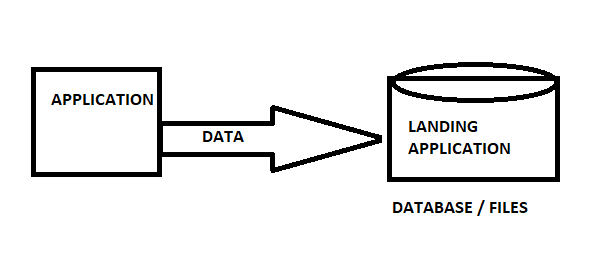 APPLICATION
DATA
LANDING
APPLICATION
DATABASE / FILES